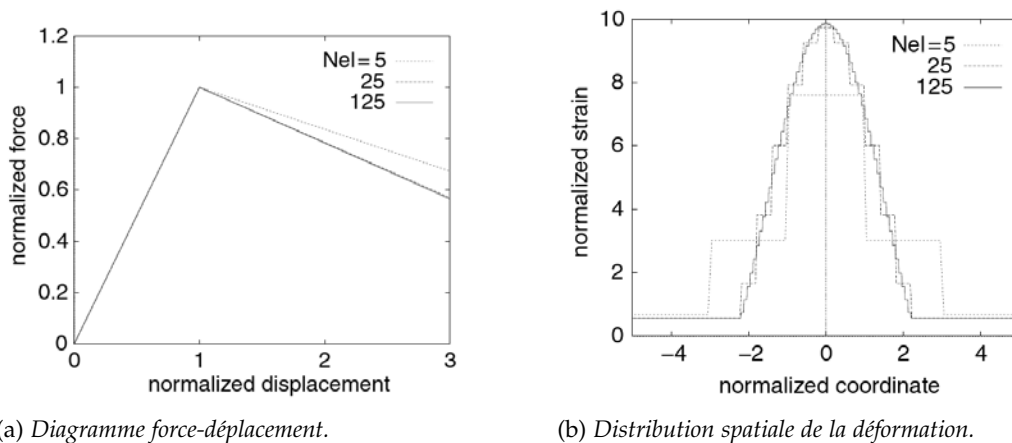 1.2
1
0.8
0.6
0.4
0.2
0
normalized force
Nel= 5
25
125
0 1 2 3
normalized displacement
(a) Diagramme force-déplacement.
10
8
6
4
2
0
normalized strain
Nel= 5
25
125
−4 −2 0 2 4
normalized coordinate
(b) Distribution spatiale de la déformation.